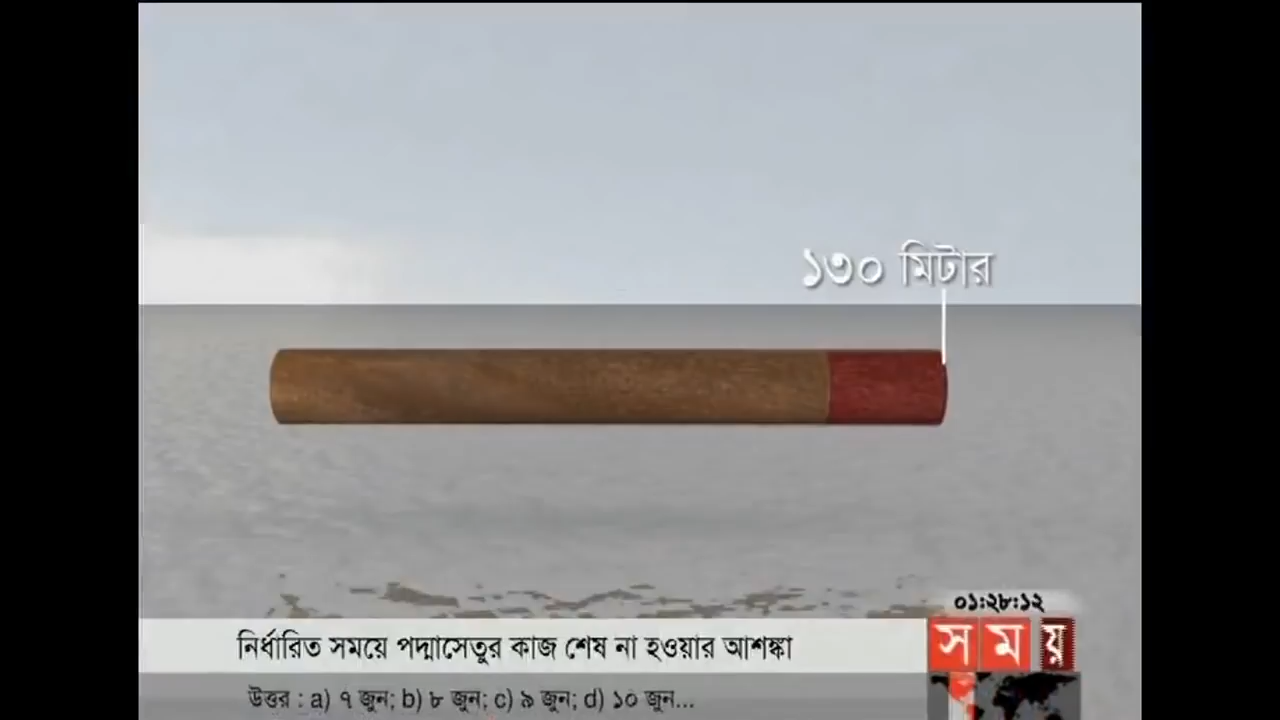 ১৩০ মিটার
০১:২৮:১২
নির্ধারিত সময়ে পদ্মাসেতুর কাজ শেষ না হওয়ার আশঙ্কা
সময়
উত্তর : a) ৭ জুন; b) ৮ জুন; c) ৯ জুন; d) ১০ জুন...